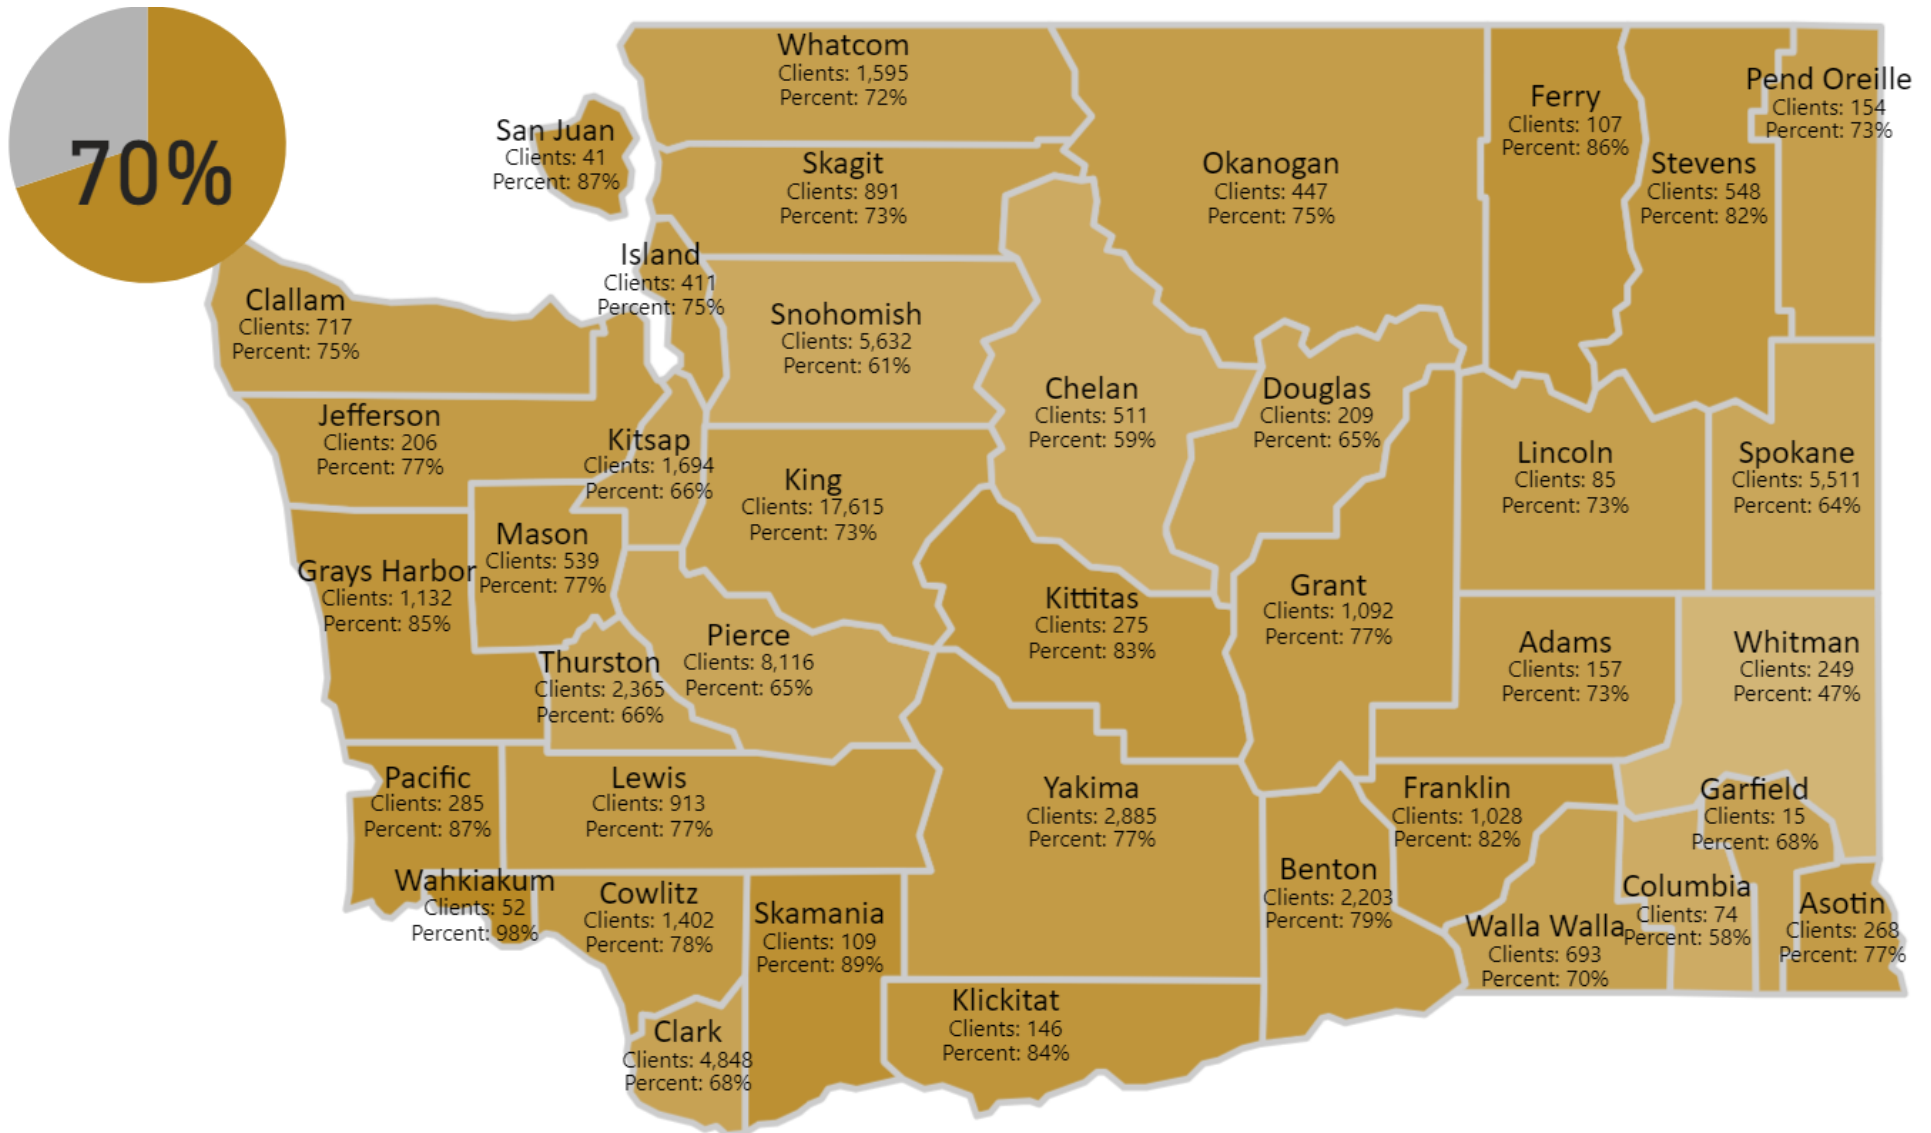 70%
Whatcom
Clients: 1,595
Percent: 72%
San Juan
Clients: 41
Percent: 87%
Skagit
Clients: 891
Percent: 73%
Okanogan
Clients: 447
Percent: 75%
Ferry
Clients: 107
Percent: 86%
Stevens
Clients: 548
Percent: 82%
Pend Oreille
Clients: 154
Percent: 73%
Island
Clients: 411
Percent: 75%
Clallam
Clients: 717
Percent: 75%
Snohomish
Clients: 5,632
Percent: 61%
Chelan
Clients: 511
Percent: 59%
Douglas
Clients: 209
Percent: 65%
Jefferson
Clients: 206
Percent: 77%
Kitsap
Clients: 1,694
Percent: 66%
King
Clients: 17,615
Percent: 73%
Lincoln
Clients: 85
Percent: 73%
Spokane
Clients: 5,511
Percent: 64%
Mason
Clients: 539
Percent: 77%
Grays Harbor
Clients: 1,132
Percent: 85%
Kittitas
Clients: 275
Percent: 83%
Grant
Clients: 1,092
Percent: 77%
Pierce
Clients: 8,116
Percent: 65%
Thurston
Clients: 2,365
Percent: 66%
Adams
Clients: 157
Percent: 73%
Whitman
Clients: 249
Percent: 47%
Pacific
Clients: 285
Percent: 87%
Lewis
Clients: 913
Percent: 77%
Yakima
Clients: 2,885
Percent: 77%
Franklin
Clients: 1,028
Percent: 82%
Garfield
Clients: 15
Percent: 68%
Wahkiakum
Clients: 52
Percent: 98%
Cowlitz
Clients: 1,402
Percent: 78%
Skamania
Clients: 109
Percent: 89%
Benton
Clients: 2,203
Percent: 79%
Walla Walla
Clients: 693
Percent: 70%
Columbia
Clients: 74
Percent: 58%
Asotin
Clients: 268
Percent: 77%
Klickitat
Clients: 146
Percent: 84%
Clark
Clients: 4,848
Percent: 68%